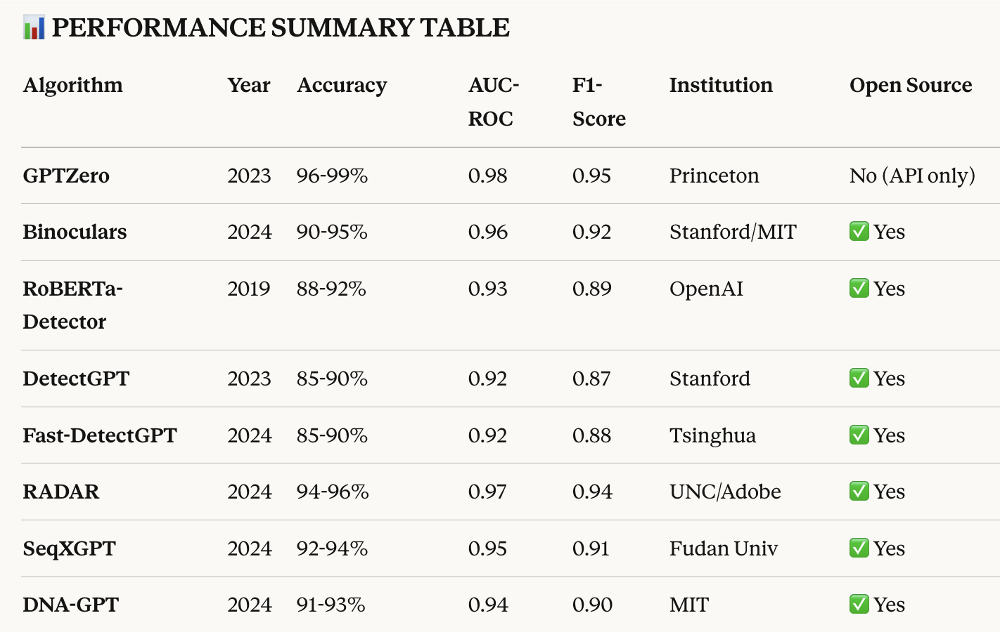 📊 PERFORMANCE SUMMARY TABLE
Algorithm Year Accuracy AUC-ROC F1-Score Institution Open Source
GPTZero 2023 96-99% 0.98 0.95 Princeton No (API only)
Binoculars 2024 90-95% 0.96 0.92 Stanford/MIT ✅ Yes
RoBERTa-Detector 2019 88-92% 0.93 0.89 OpenAI ✅ Yes
DetectGPT 2023 85-90% 0.92 0.87 Stanford ✅ Yes
Fast-DetectGPT 2024 85-90% 0.92 0.88 Tsinghua ✅ Yes
RADAR 2024 94-96% 0.97 0.94 UNC/Adobe ✅ Yes
SeqXGPT 2024 92-94% 0.95 0.91 Fudan Univ ✅ Yes
DNA-GPT 2024 91-93% 0.94 0.90 MIT ✅ Yes